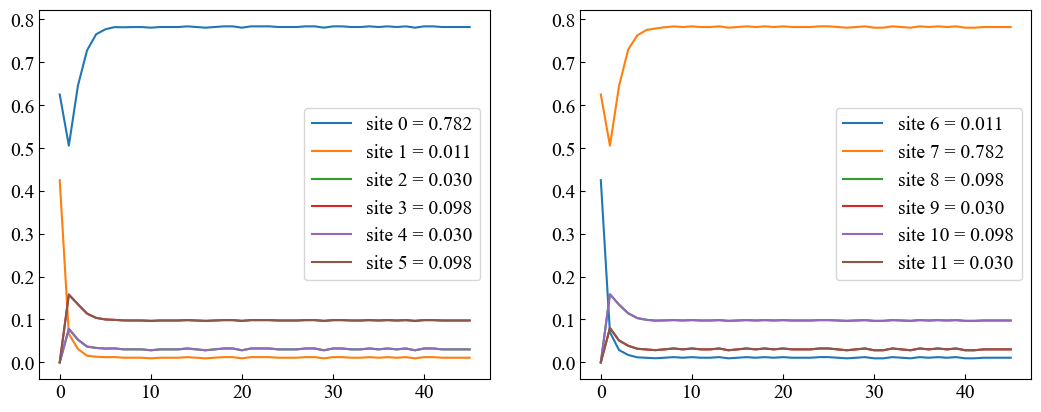 0.8
0.7
0.6
0.5
0.4
0.3
0.2
0.1
0.0
0 10 20 30 40
site 0 = 0.782
site 1 = 0.011
site 2 = 0.030
site 3 = 0.098
site 4 = 0.030
site 5 = 0.098
0.8
0.7
0.6
0.5
0.4
0.3
0.2
0.1
0.0
0 10 20 30 40
site 6 = 0.011
site 7 = 0.782
site 8 = 0.098
site 9 = 0.030
site 10 = 0.098
site 11 = 0.030